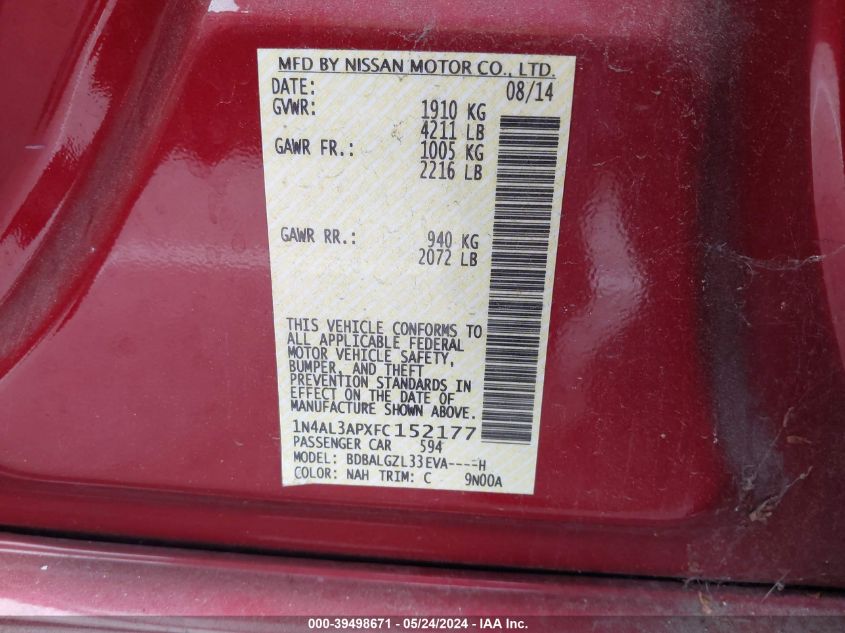 MFD BY NISSAN MOTOR CO., LTD.
DATE: 08/14
GVWR: 1910 KG
4211 LB
GAWR FR.: 1005 KG
2216 LB
GAWR RR.: 940 KG
2072 LB
THIS VEHICLE CONFORMS TO
ALL APPLICABLE FEDERAL
MOTOR VEHICLE SAFETY,
BUMPER, AND THEFT
PREVENTION STANDARDS IN
EFFECT ON THE DATE OF
MANUFACTURE SHOWN ABOVE.
1N4AL3APXFC152177
PASSENGER CAR 594
MODEL: BDBALGZL33EVA----H
COLOR: NAH TRIM: C 9N00A
000-39498671 - 05/24/2024 - IAA Inc.